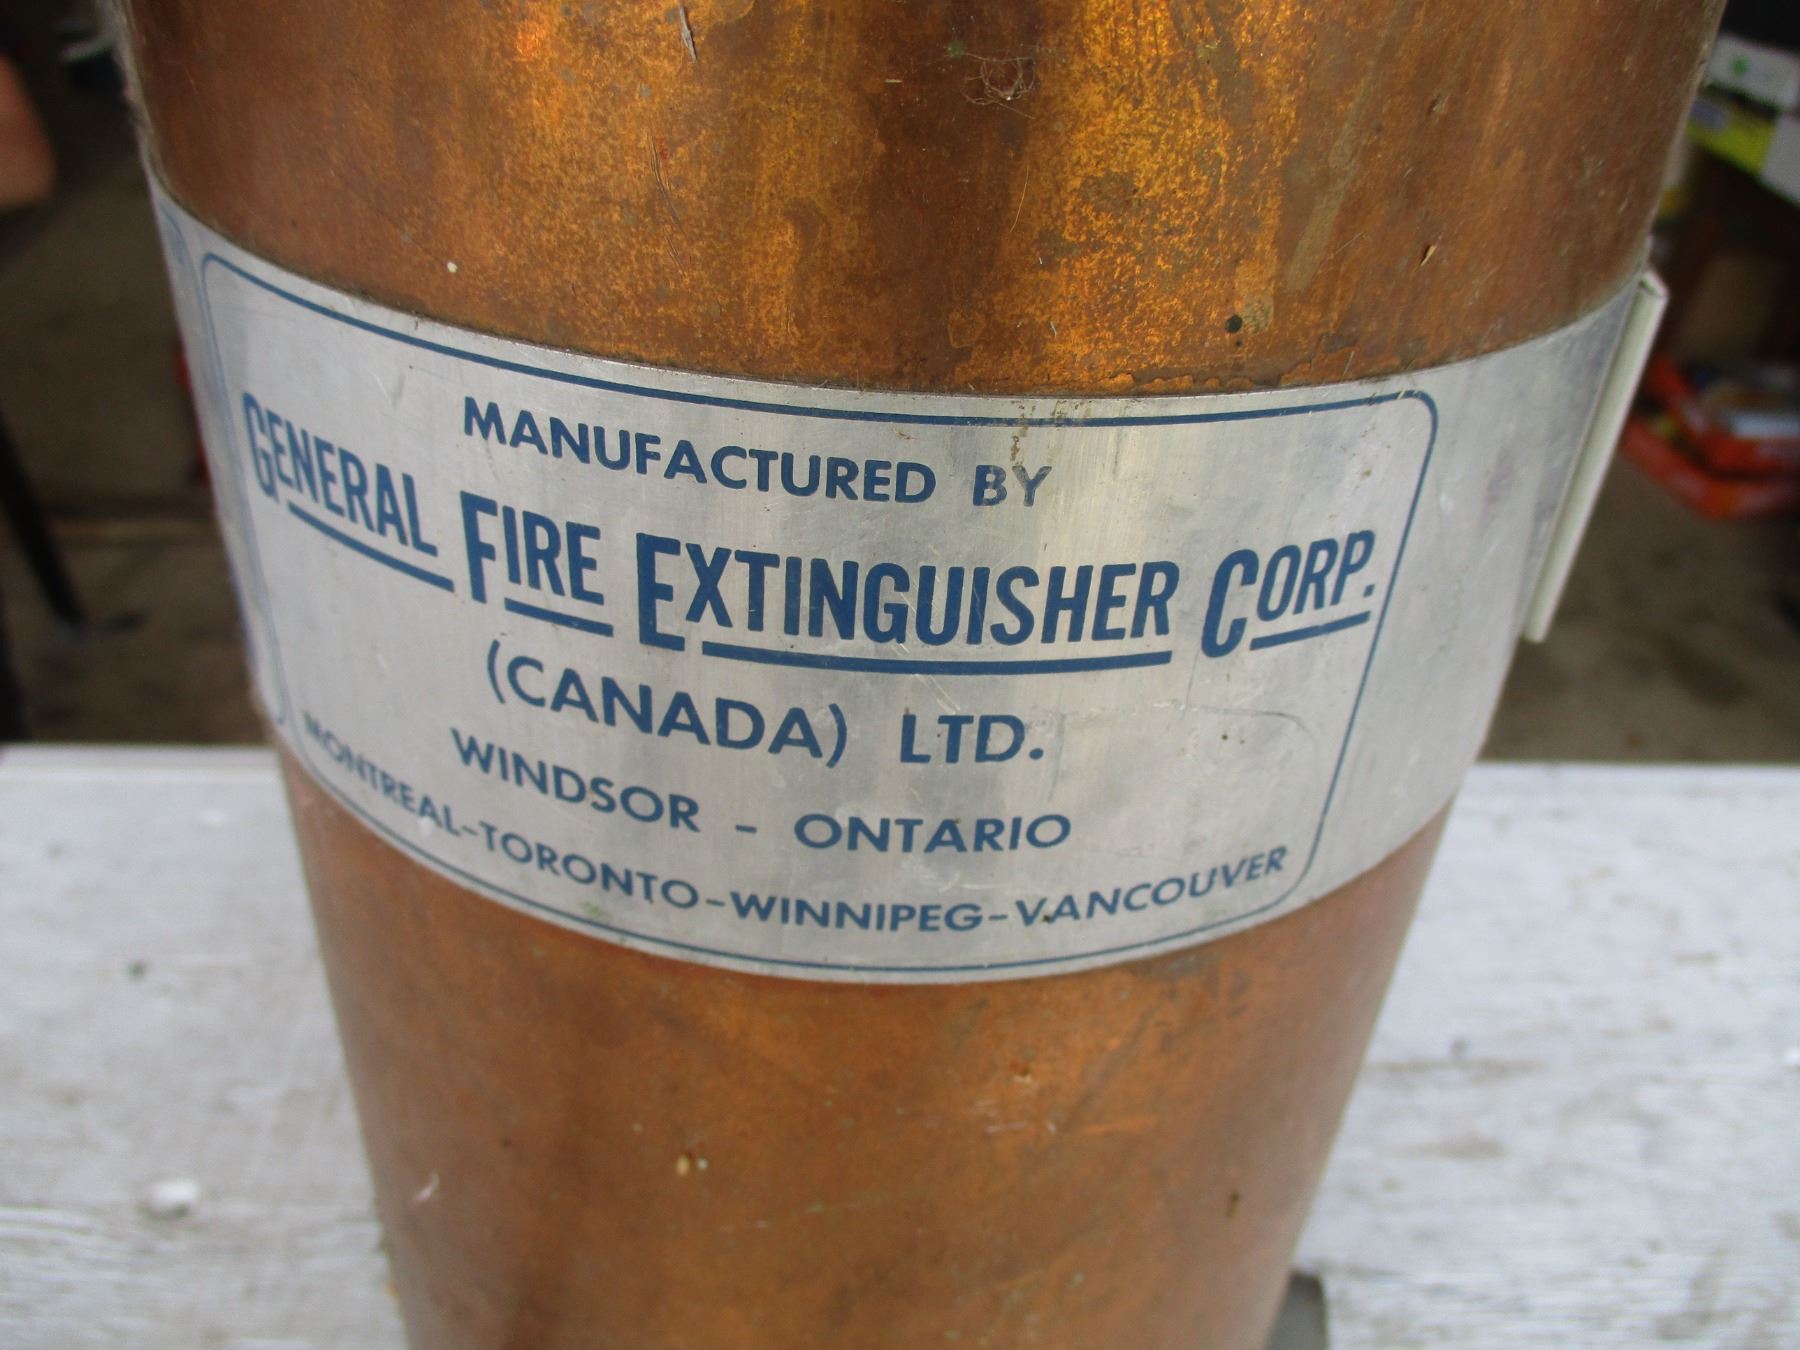 MANUFACTURED BY
GENERAL FIRE EXTINGUISHER CORP.
(CANADA) LTD.
WINDSOR - ONTARIO
MONTREAL-TORONTO-WINNIPEG-VANCOUVER